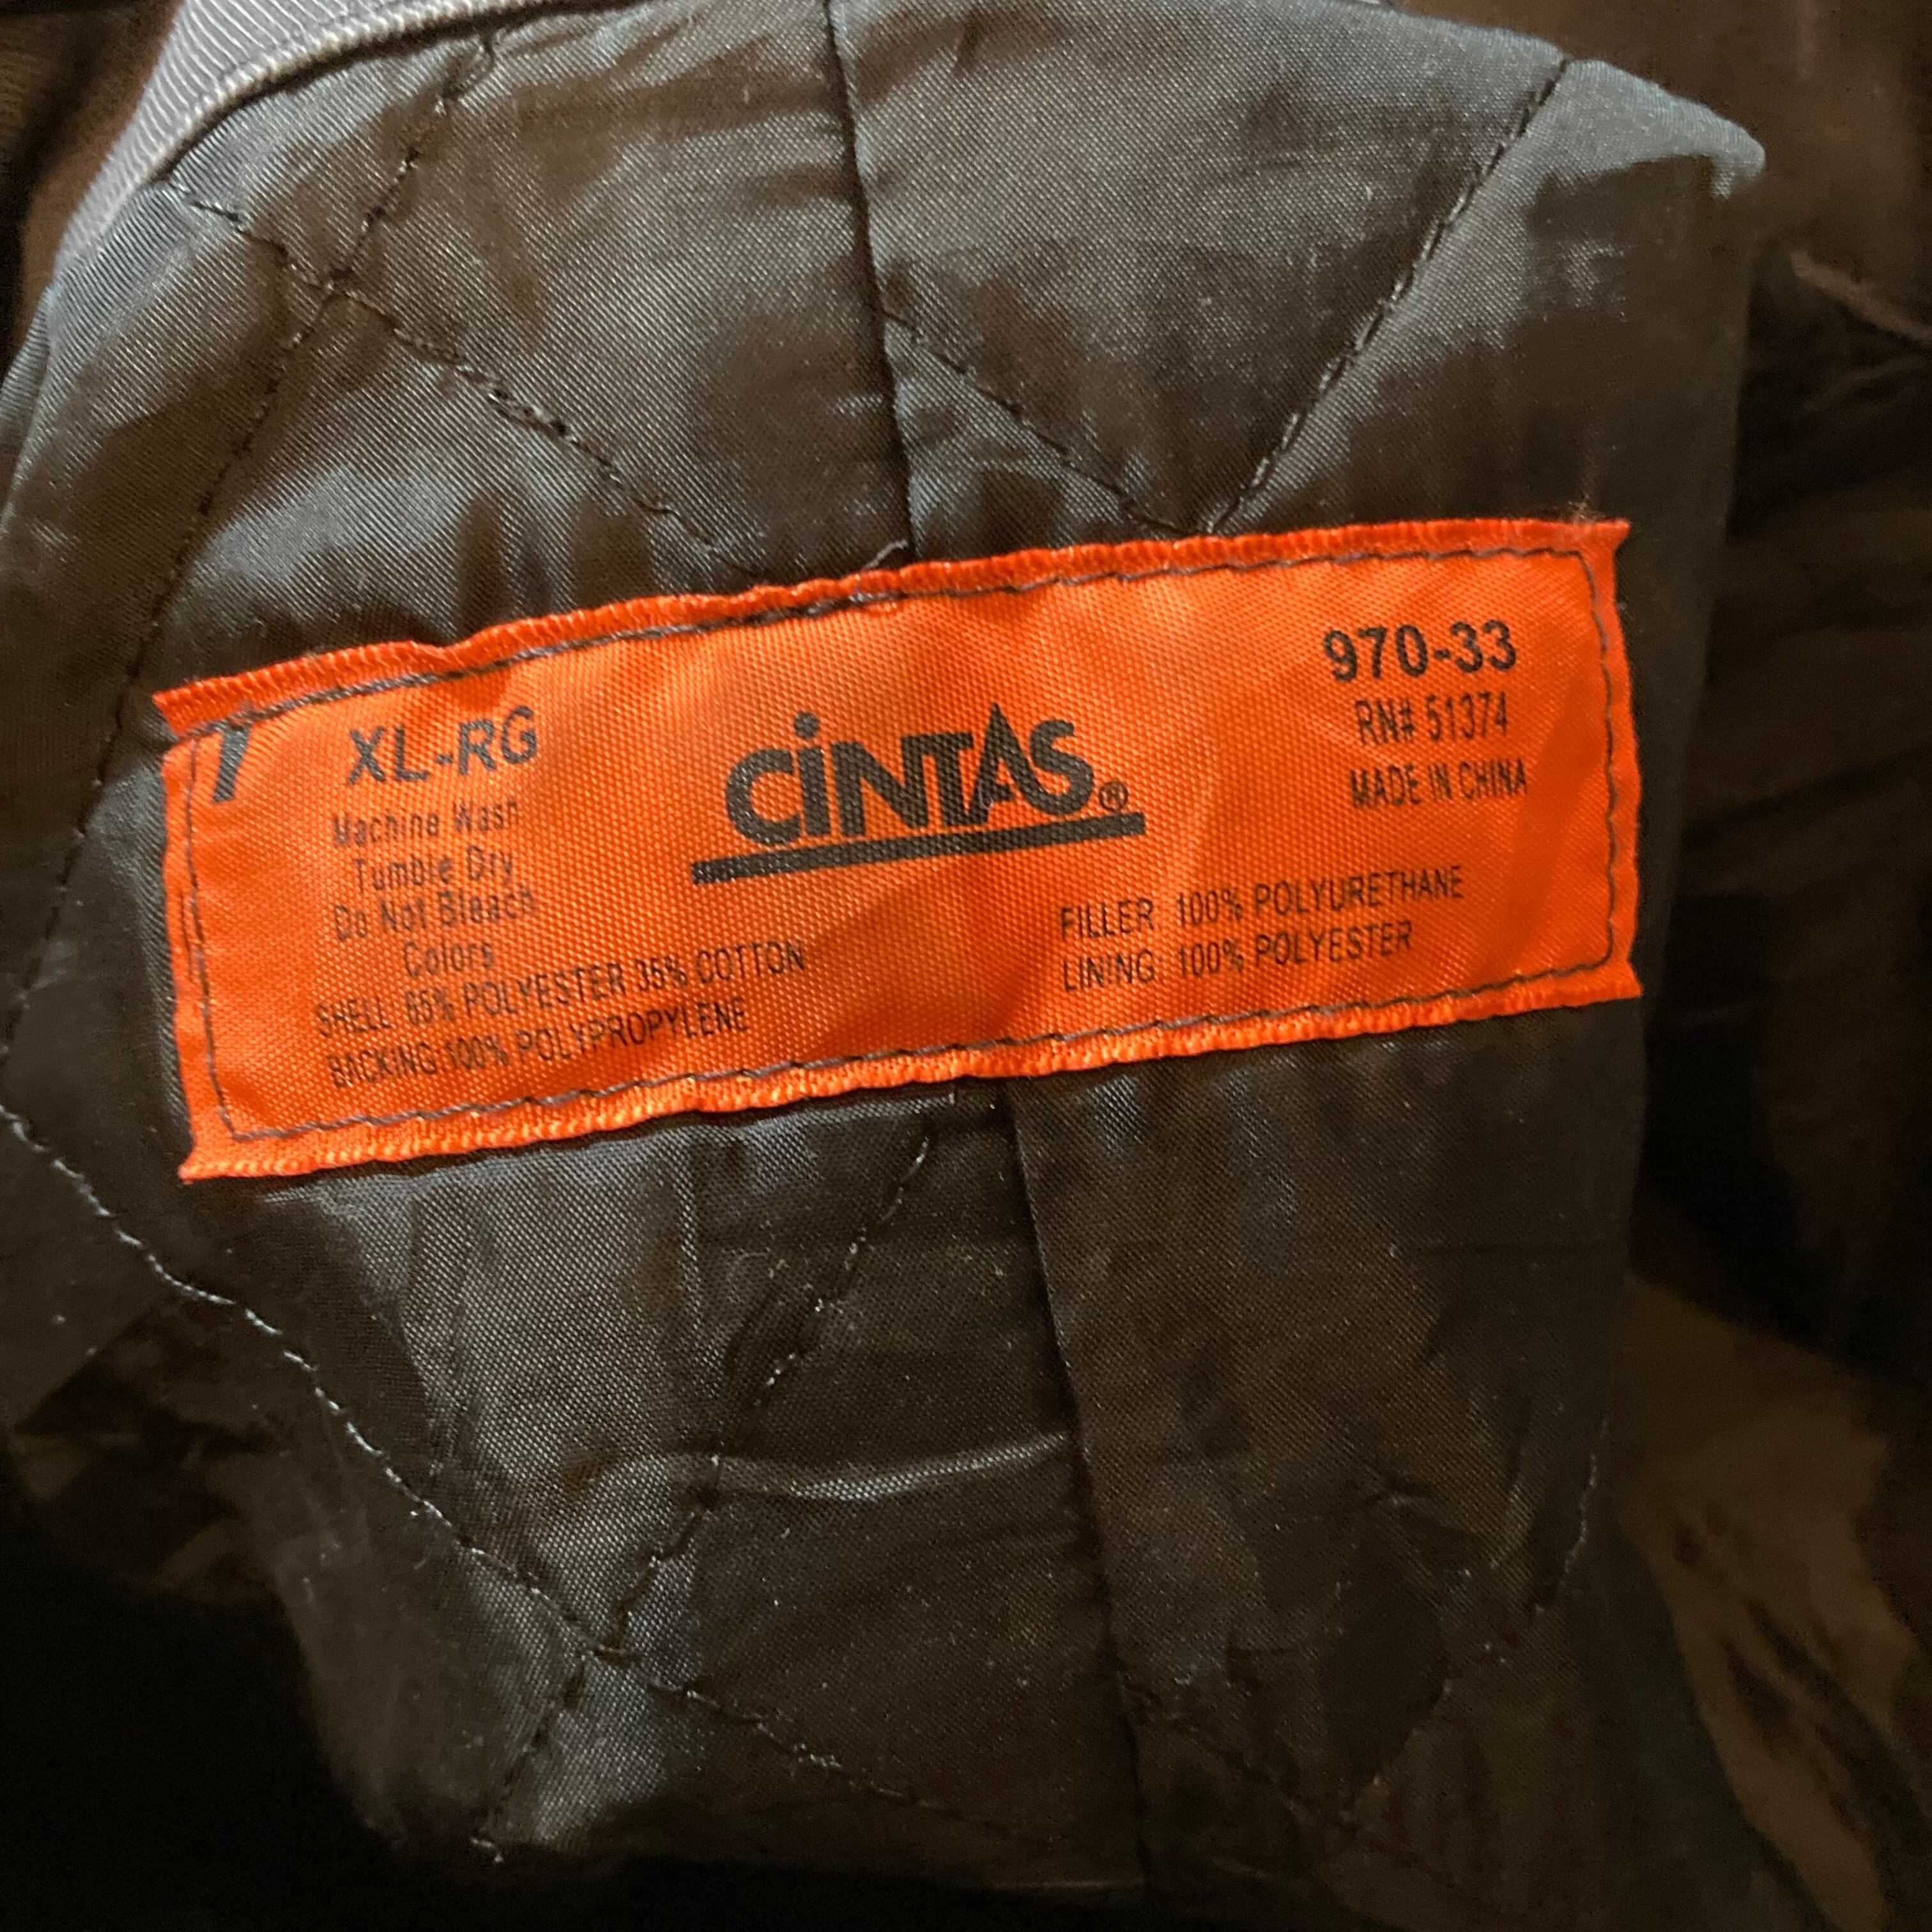 XL-RG
Machine Wash
Tumble Dry
Do Not Bleach
Colors
SHELL 65% POLYESTER 35% COTTON
BACKING:100% POLYPROPYLENE
CiNTAS®
970-33
RN# 51374
MADE IN CHINA
FILLER: 100% POLYURETHANE
LINING: 100% POLYESTER